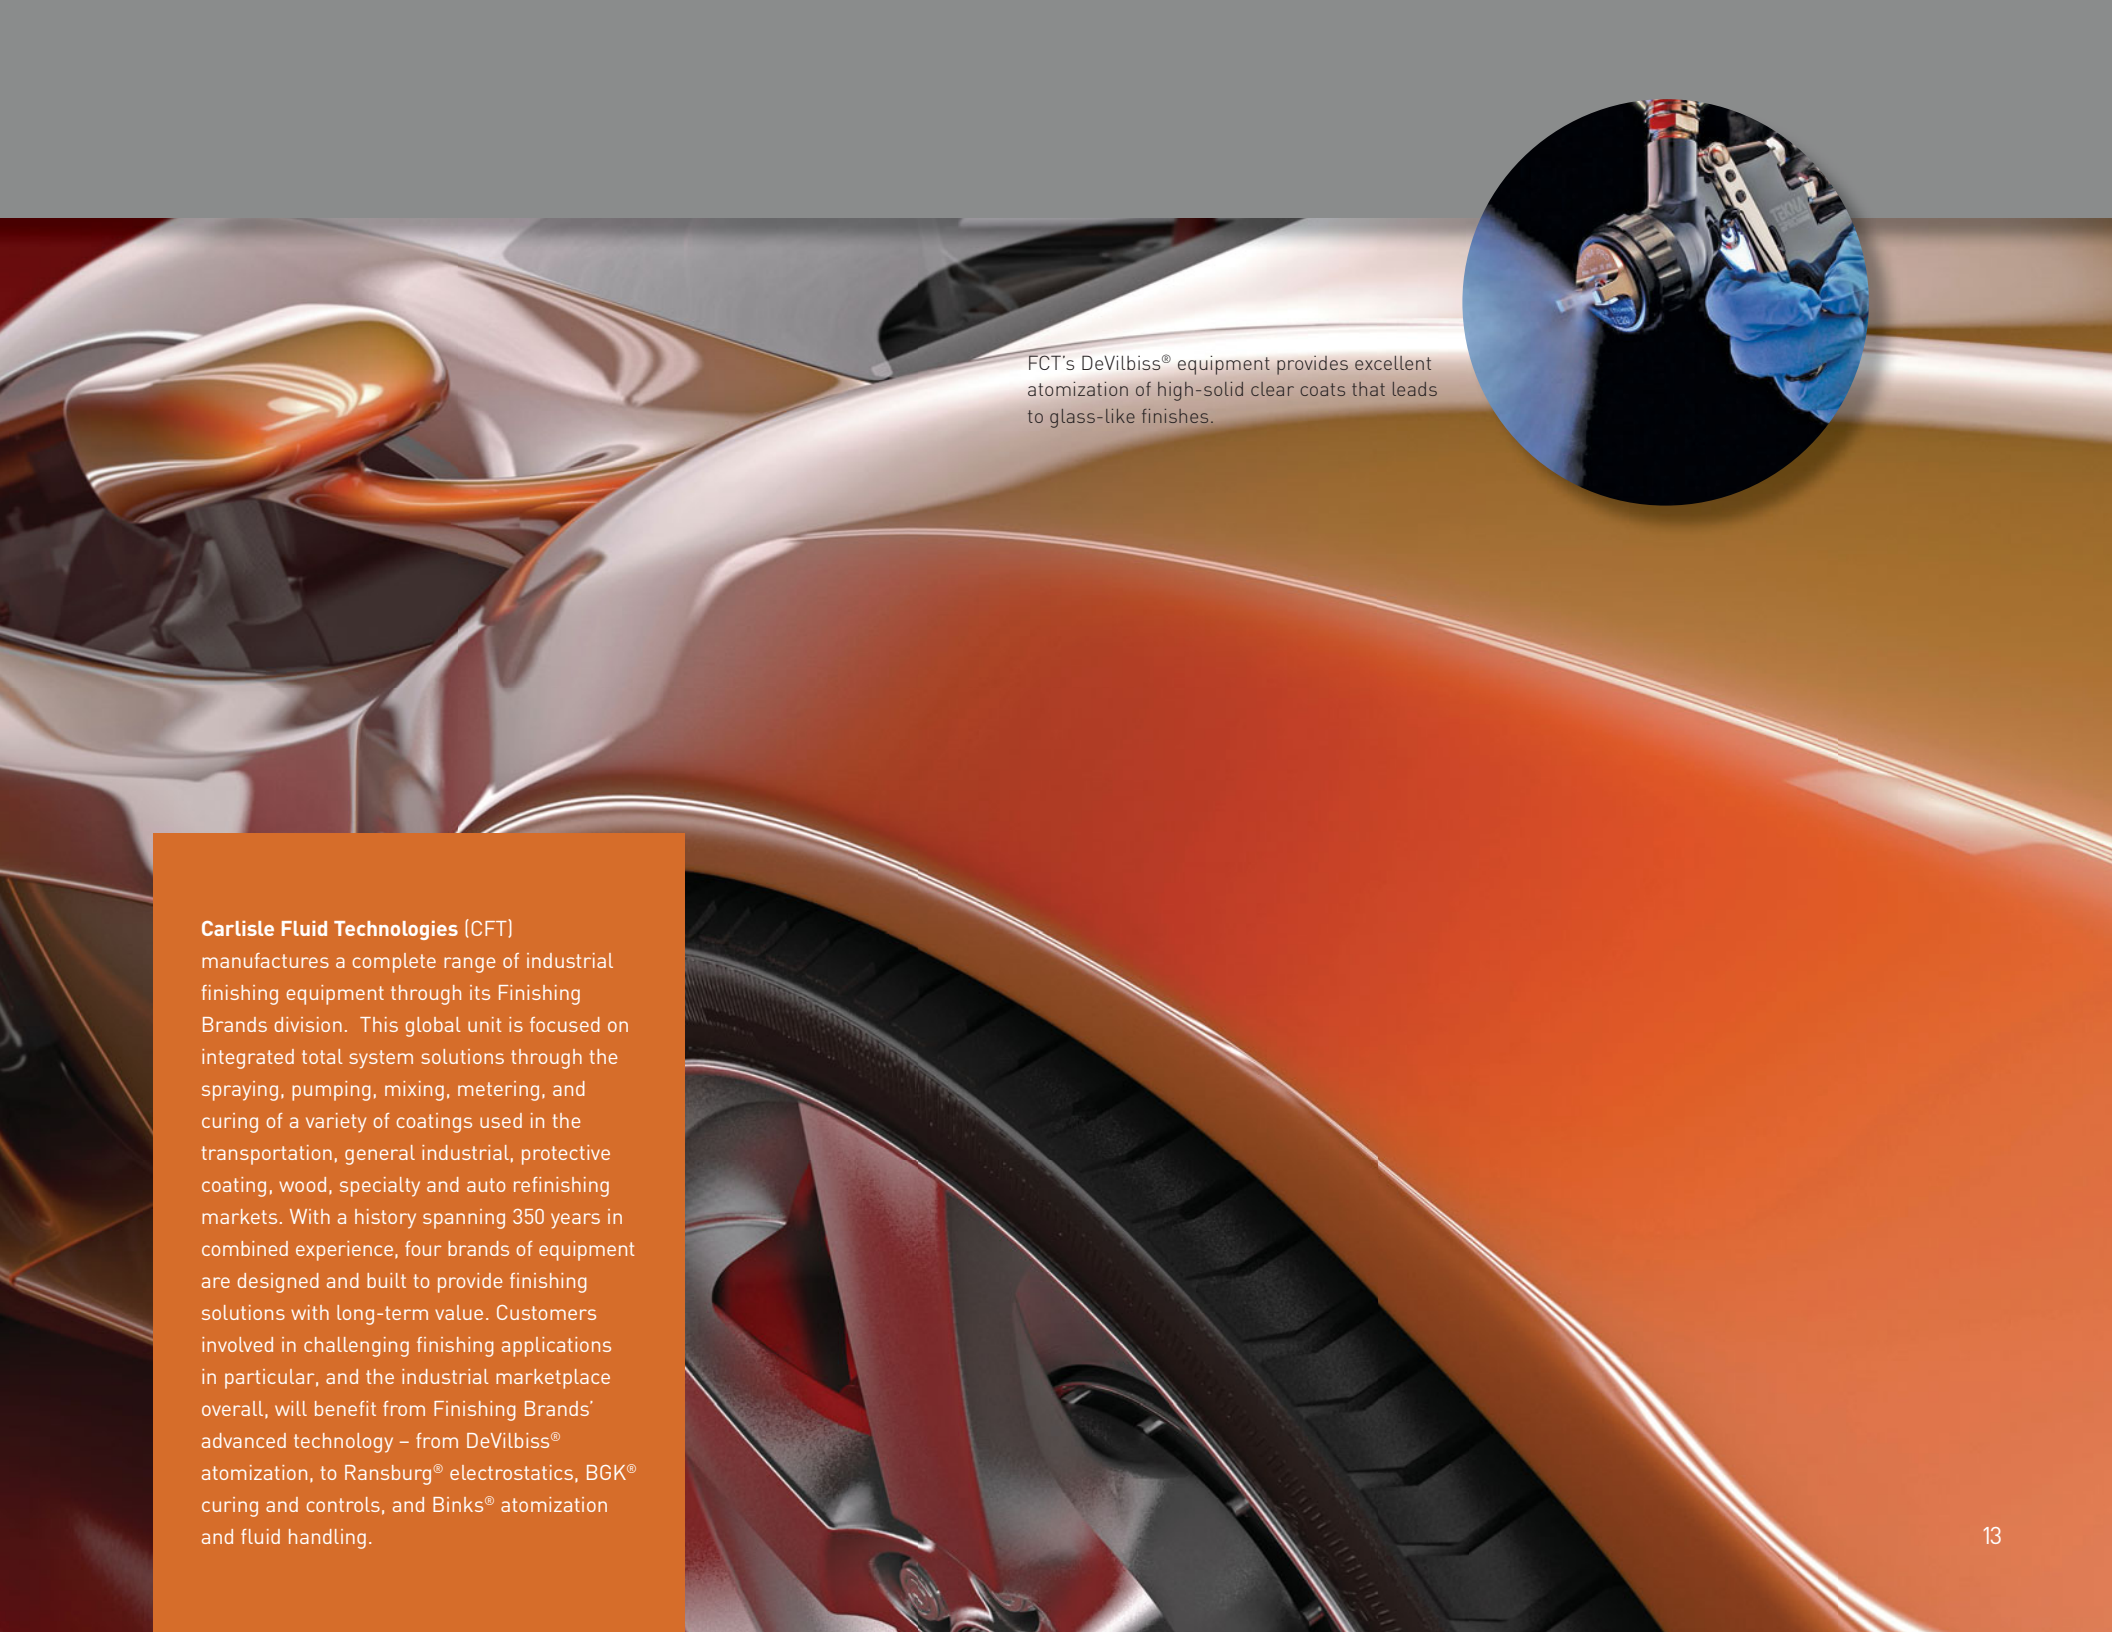 TEKNA
FCT's DeVilbiss® equipment provides excellent
atomization of high-solid clear coats that leads
to glass-like finishes.
Carlisle Fluid Technologies (CFT)
manufactures a complete range of industrial
finishing equipment through its Finishing
Brands division.  This global unit is focused on
integrated total system solutions through the
spraying, pumping, mixing, metering, and
curing of a variety of coatings used in the
transportation, general industrial, protective
coating, wood, specialty and auto refinishing
markets. With a history spanning 350 years in
combined experience, four brands of equipment
are designed and built to provide finishing
solutions with long-term value. Customers
involved in challenging finishing applications
in particular, and the industrial marketplace
overall, will benefit from Finishing Brands'
advanced technology – from DeVilbiss®
atomization, to Ransburg® electrostatics, BGK®
curing and controls, and Binks® atomization
and fluid handling.
13